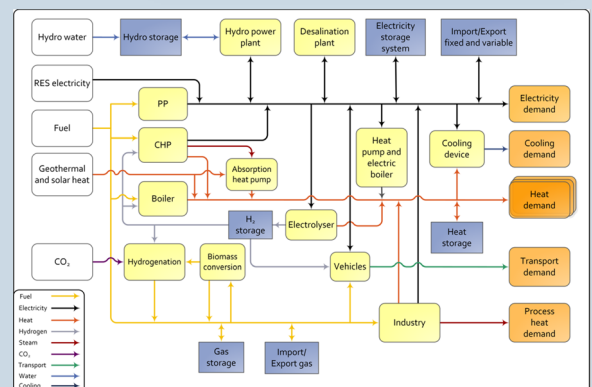 Hydro water
Hydro storage
Hydro power
plant
Desalination
plant
Electricity
storage
system
Import/Export
fixed and variable
RES electricity
PP
Electricity
demand
Fuel
CHP
Heat
pump and
electric
boiler
Cooling
device
Cooling
demand
Geothermal
and solar heat
Absorption
heat pump
Boiler
Heat
demand
H₂
storage
Electrolyser
Heat
storage
CO₂
Hydrogenation
Biomass
conversion
Vehicles
Transport
demand
Industry
Process
heat
demand
Gas
storage
Import/
Export gas
Fuel
Electricity
Heat
Hydrogen
Steam
CO₂
Transport
Water
Cooling